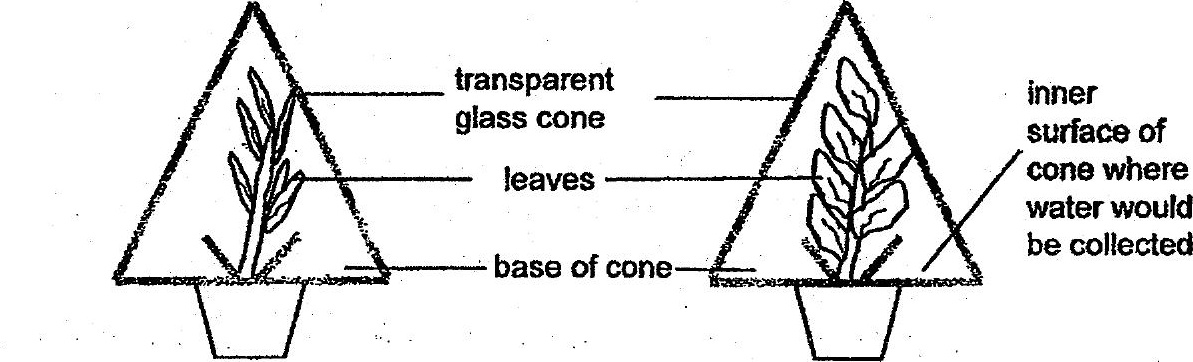 transparent
glass cone
leaves
base of cone
inner
surface of
cone where
water would
be collected